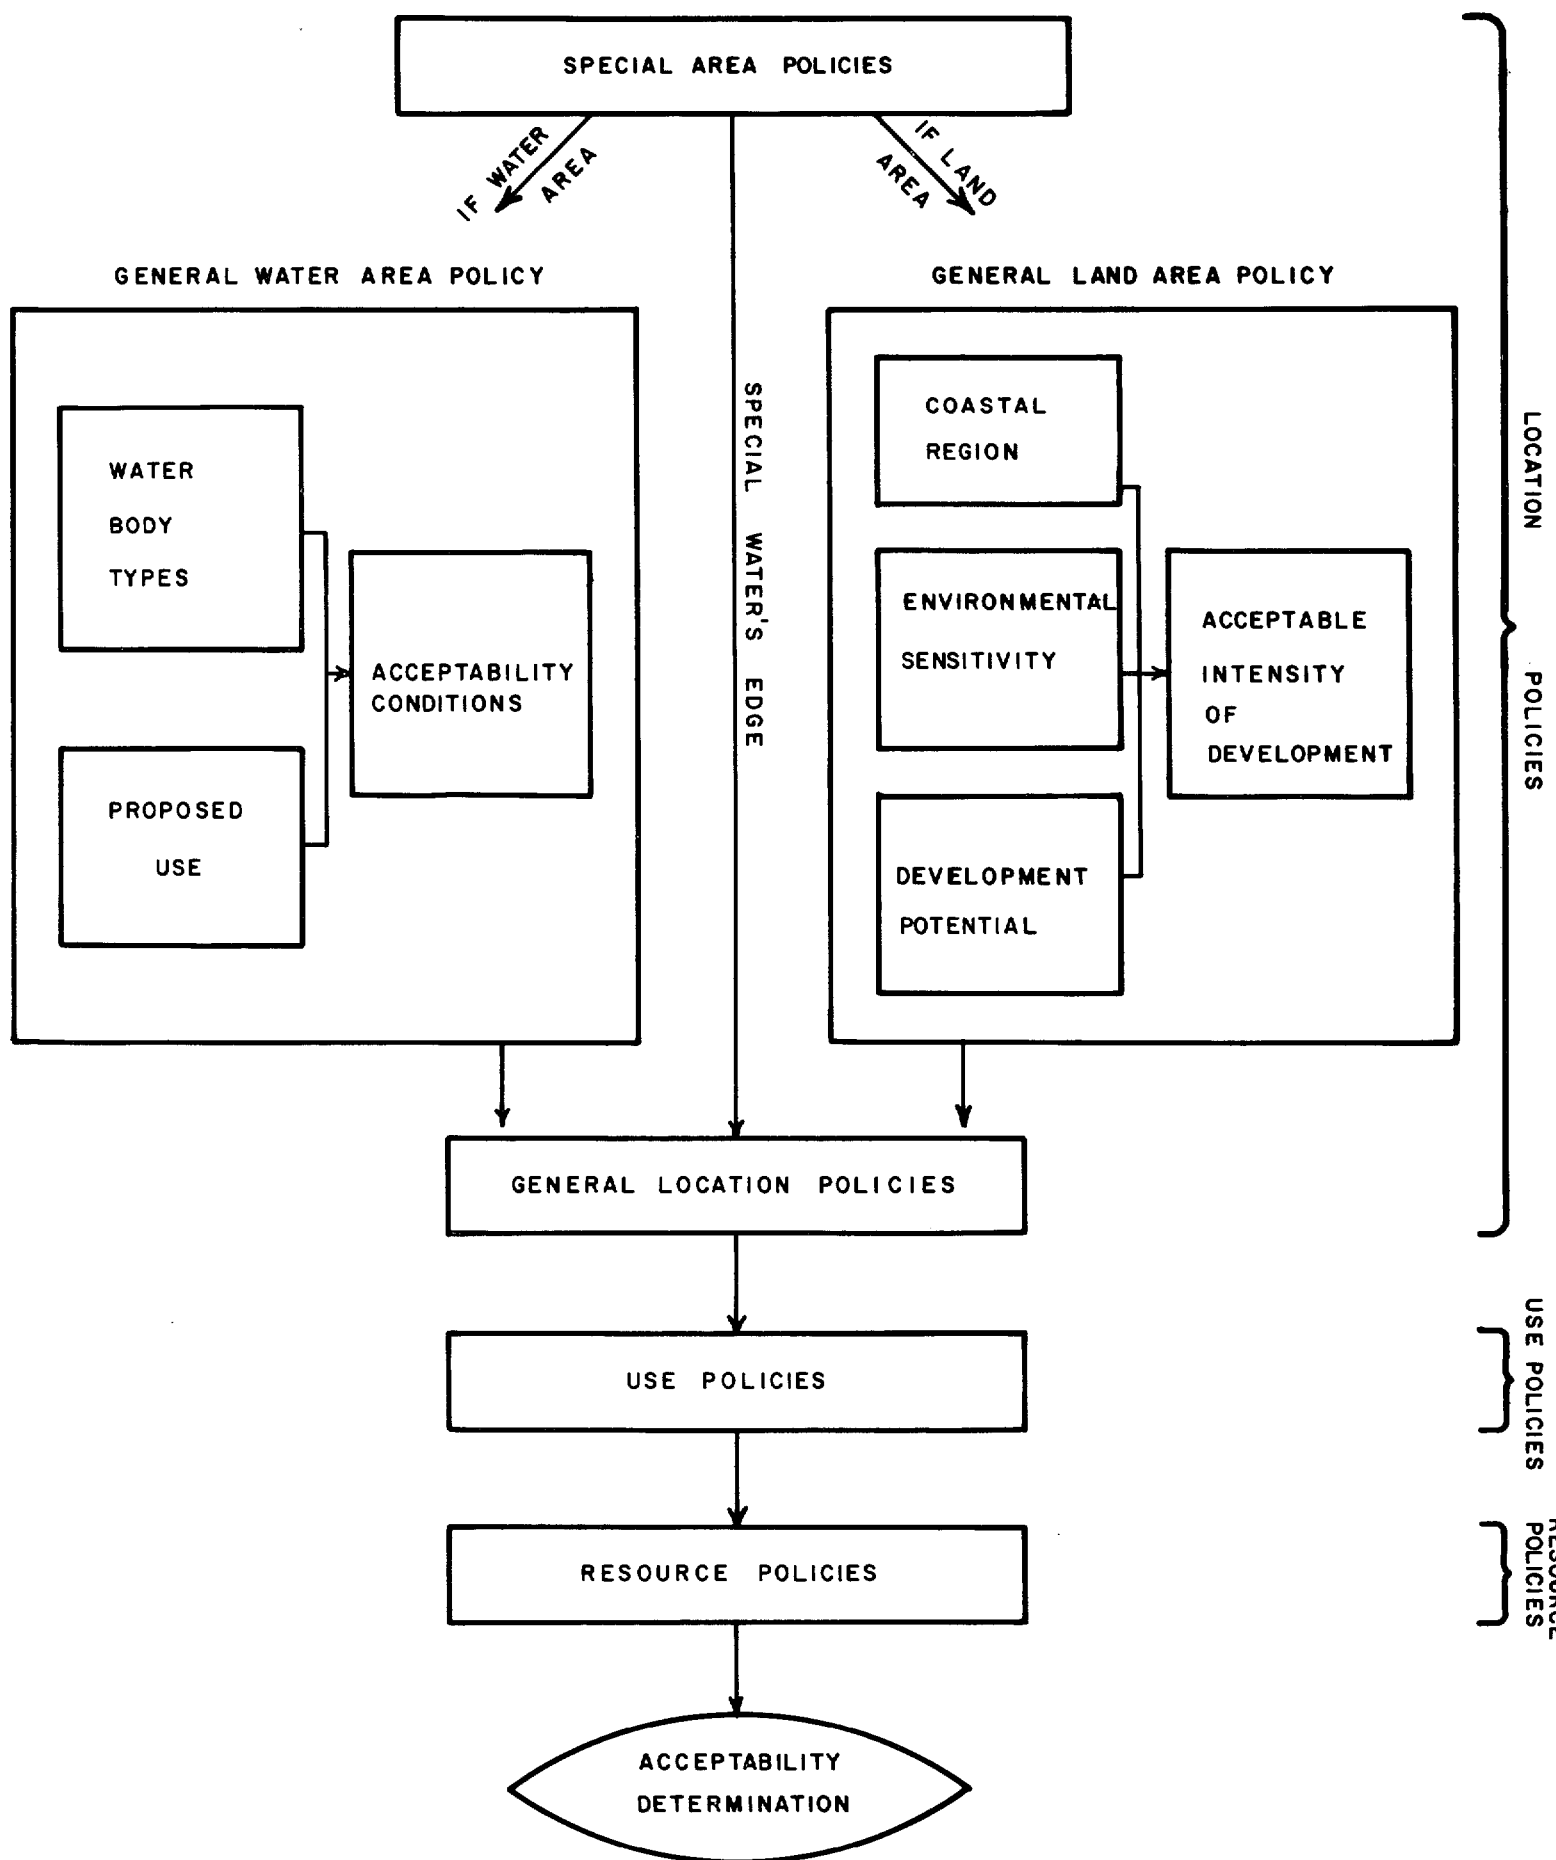 SPECIAL AREA POLICIES
IF WATER
AREA
IF LAND
AREA
GENERAL WATER AREA POLICY
GENERAL LAND AREA POLICY
WATER
BODY
TYPES
PROPOSED
USE
ACCEPTABILITY
CONDITIONS
SPECIAL WATER'S EDGE
COASTAL
REGION
ENVIRONMENTAL
SENSITIVITY
DEVELOPMENT
POTENTIAL
ACCEPTABLE
INTENSITY
OF
DEVELOPMENT
LOCATION POLICIES
GENERAL LOCATION POLICIES
USE POLICIES
USE POLICIES
RESOURCE POLICIES
RESOURCE
POLICIES
ACCEPTABILITY
DETERMINATION